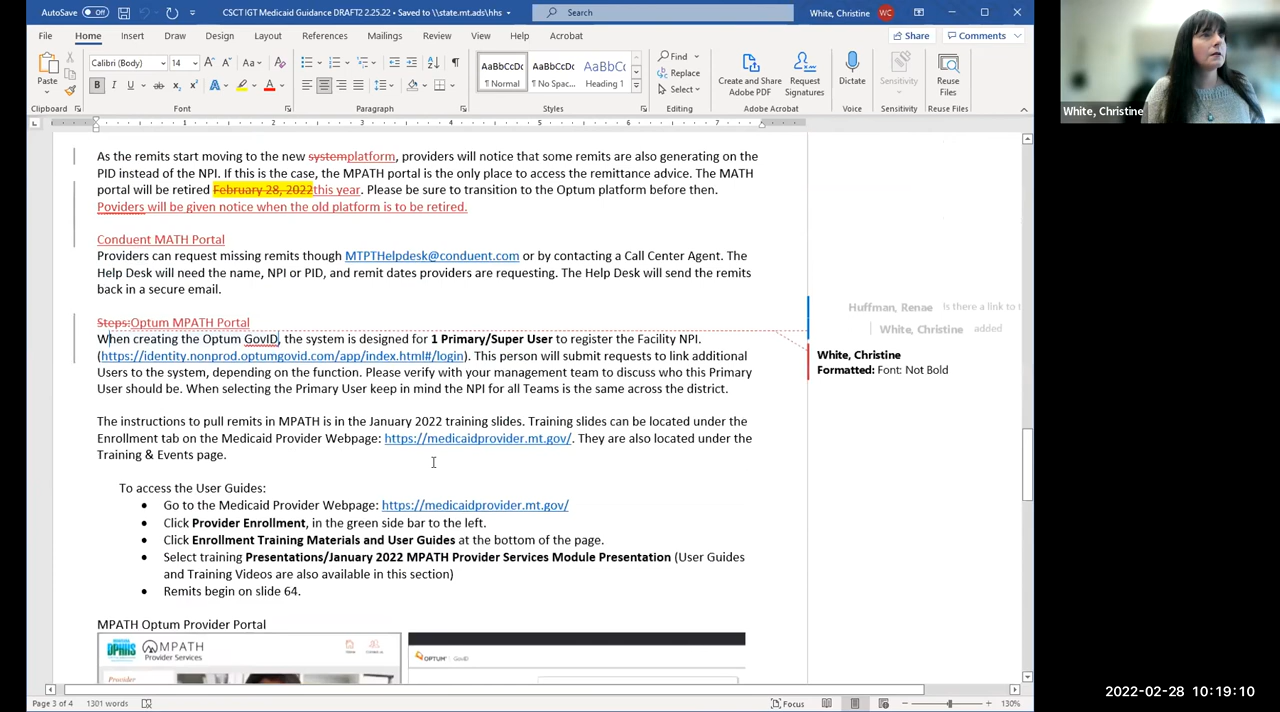 AutoSave Off CSCT IGT Medicaid Guidance DRAFT2 2.25.22 • Saved to \\state.mt.ads\hhs Search White, Christine WC
File Home Insert Draw Design Layout References Mailings Review View Help Acrobat Share Comments
Calibri (Body) 14 Aa Find
Paste Replace
Select
AaBbCcDc AaBbCcDc AaBbCc
¶ Normal ¶ No Spac... Heading 1
Create and Share Adobe PDF Request Signatures Dictate Sensitivity Reuse Files
Clipboard Font Paragraph Styles Editing Adobe Acrobat Voice Sensitivity Reuse Files
1 2 3 4 5 6 7
As the remits start moving to the new systemplatform, providers will notice that some remits are also generating on the
PID instead of the NPI. If this is the case, the MPATH portal is the only place to access the remittance advice. The MATH
portal will be retired February 28, 2022this year. Please be sure to transition to the Optum platform before then.
Poviders will be given notice when the old platform is to be retired.
Conduent MATH Portal
Providers can request missing remits though MTPTHelpdesk@conduent.com or by contacting a Call Center Agent. The
Help Desk will need the name, NPI or PID, and remit dates providers are requesting. The Help Desk will send the remits
back in a secure email.
Steps:Optum MPATH Portal
When creating the Optum GovID, the system is designed for 1 Primary/Super User to register the Facility NPI.
(https://identity.nonprod.optumgovid.com/app/index.html#/login). This person will submit requests to link additional
Users to the system, depending on the function. Please verify with your management team to discuss who this Primary
User should be. When selecting the Primary User keep in mind the NPI for all Teams is the same across the district.
The instructions to pull remits in MPATH is in the January 2022 training slides. Training slides can be located under the
Enrollment tab on the Medicaid Provider Webpage: https://medicaidprovider.mt.gov/. They are also located under the
Training & Events page.
To access the User Guides:
• Go to the Medicaid Provider Webpage: https://medicaidprovider.mt.gov/
• Click Provider Enrollment, in the green side bar to the left.
• Click Enrollment Training Materials and User Guides at the bottom of the page.
• Select training Presentations/January 2022 MPATH Provider Services Module Presentation (User Guides
and Training Videos are also available in this section)
• Remits begin on slide 64.
MPATH Optum Provider Portal
DPHHS MPATH
Provider Services
Provider
OPTUM GovID
Huffman, Renae Is there a link to t
White, Christine added
White, Christine
Formatted: Font: Not Bold
Page 3 of 4 1301 words Focus 130%
White, Christine
2022-02-28 10:19:10